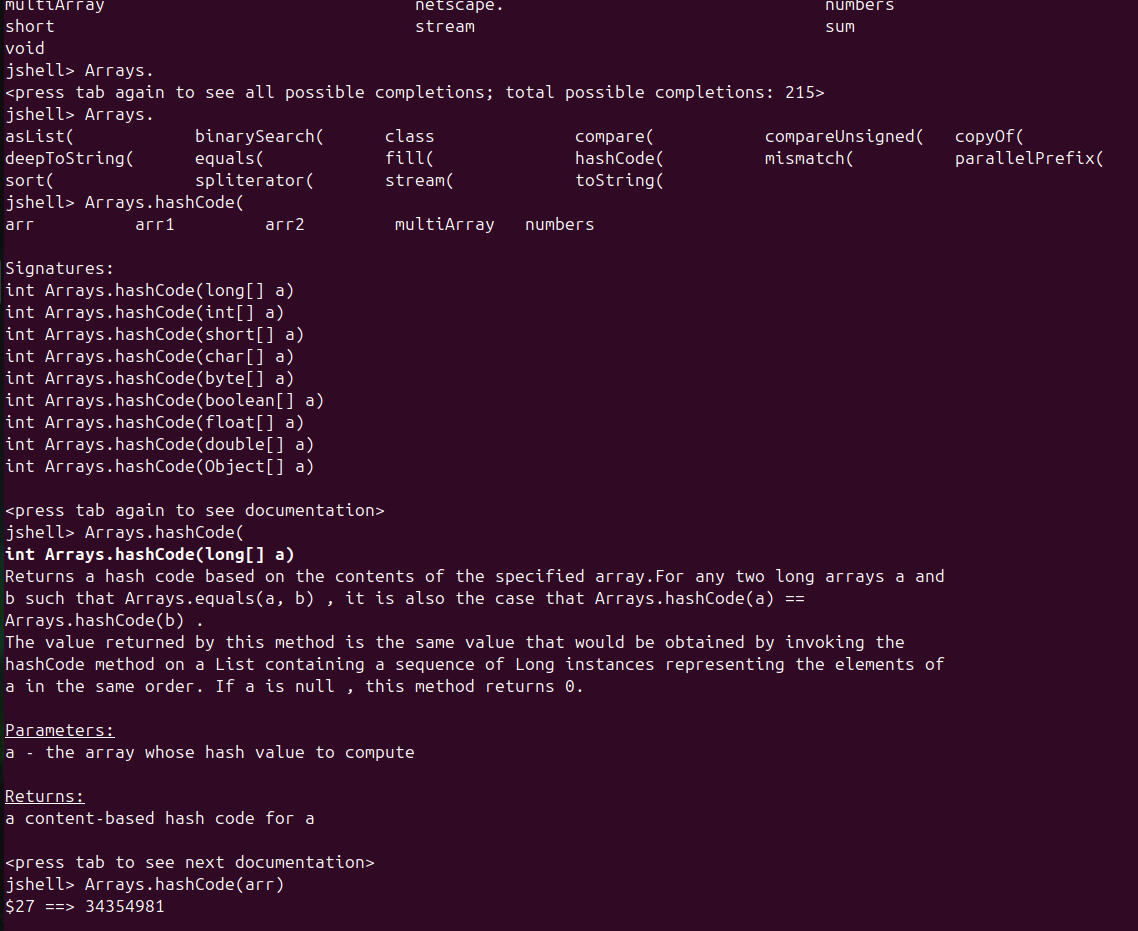 multiArray netscape. numbers
short stream sum
void
jshell> Arrays.
<press tab again to see all possible completions; total possible completions: 215>
jshell> Arrays.
asList( binarySearch( class compare( compareUnsigned( copyOf(
deepToString( equals( fill( hashCode( mismatch( parallelPrefix(
sort( spliterator( stream( toString(
jshell> Arrays.hashCode(
arr arr1 arr2 multiArray numbers
Signatures:
int Arrays.hashCode(long[] a)
int Arrays.hashCode(int[] a)
int Arrays.hashCode(short[] a)
int Arrays.hashCode(char[] a)
int Arrays.hashCode(byte[] a)
int Arrays.hashCode(boolean[] a)
int Arrays.hashCode(float[] a)
int Arrays.hashCode(double[] a)
int Arrays.hashCode(Object[] a)
<press tab again to see documentation>
jshell> Arrays.hashCode(
int Arrays.hashCode(long[] a)
Returns a hash code based on the contents of the specified array.For any two long arrays a and
b such that Arrays.equals(a, b) , it is also the case that Arrays.hashCode(a) ==
Arrays.hashCode(b) .
The value returned by this method is the same value that would be obtained by invoking the
hashCode method on a List containing a sequence of Long instances representing the elements of
a in the same order. If a is null , this method returns 0.
Parameters:
a - the array whose hash value to compute
Returns:
a content-based hash code for a
<press tab to see next documentation>
jshell> Arrays.hashCode(arr)
$27 ==> 34354981